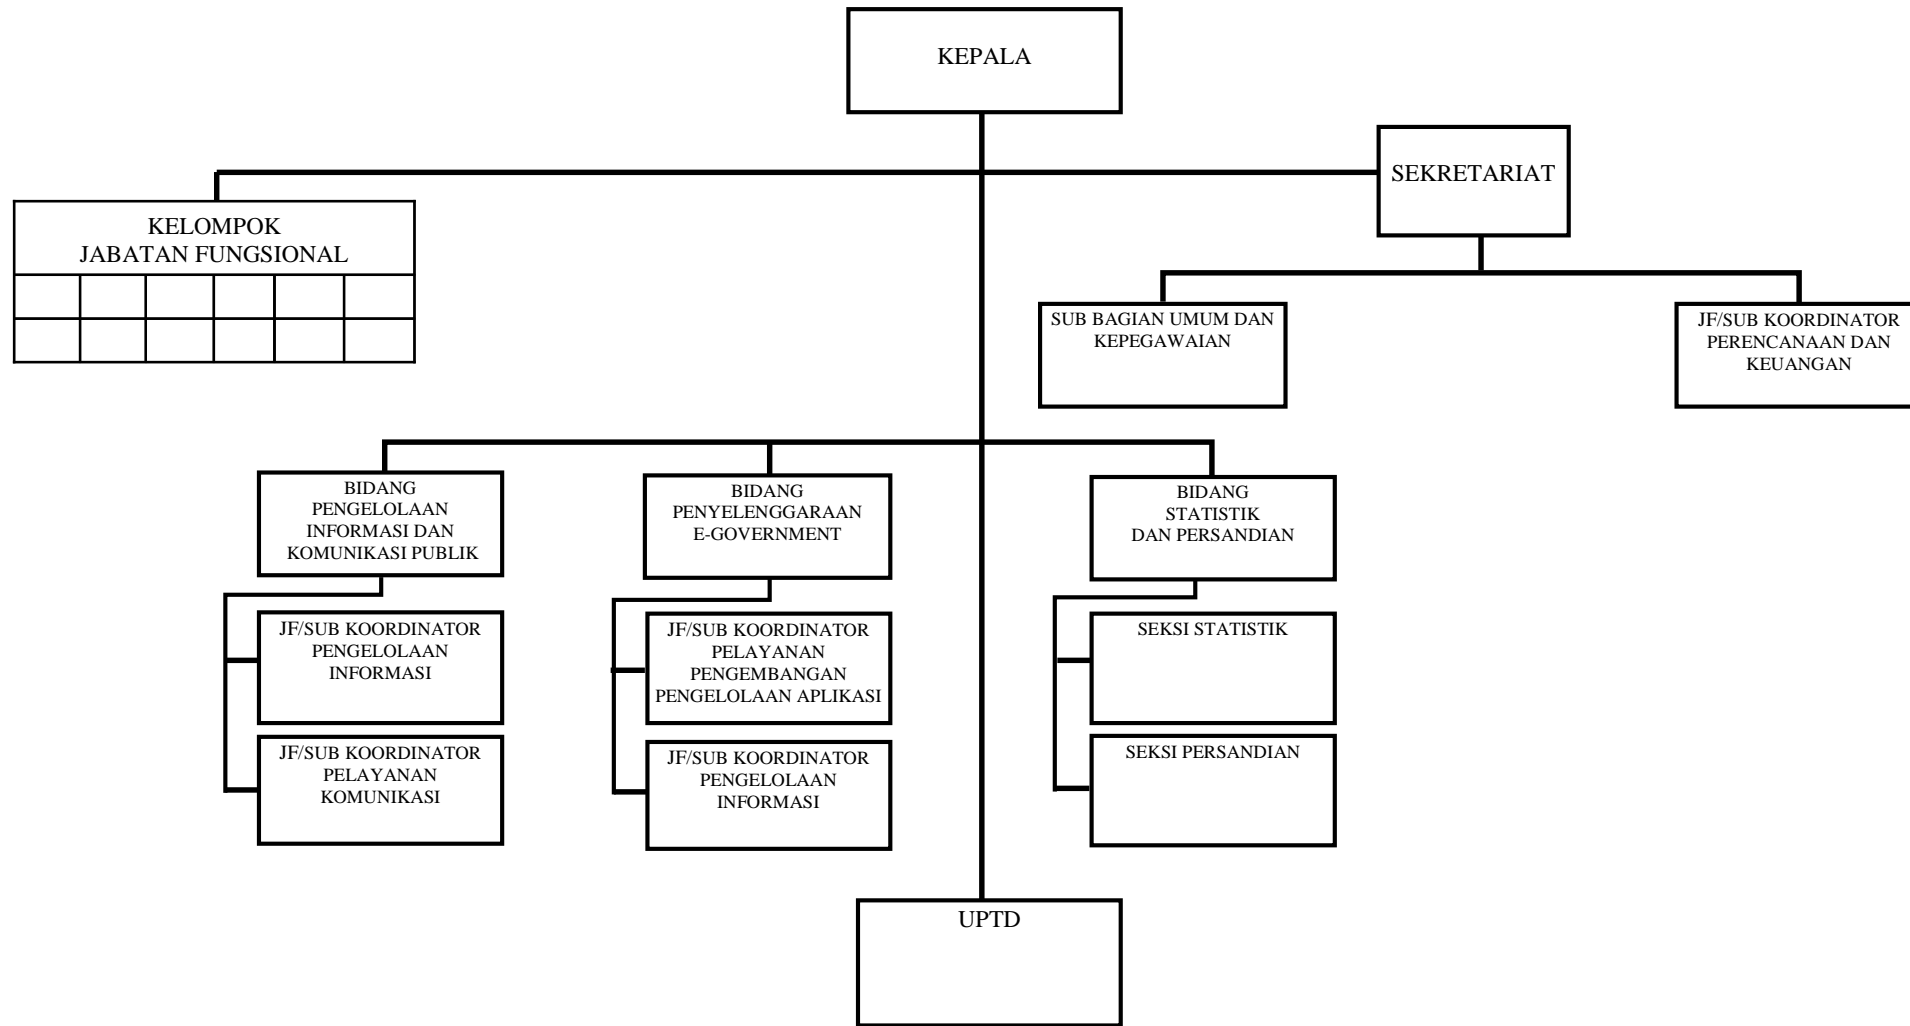 KEPALA
SEKRETARIAT
KELOMPOK
JABATAN FUNGSIONAL
SUB BAGIAN UMUM DAN
KEPEGAWAIAN
JF/SUB KOORDINATOR
PERENCANAAN DAN
KEUANGAN
BIDANG
PENGELOLAAN
INFORMASI DAN
KOMUNIKASI PUBLIK
BIDANG
PENYELENGGARAAN
E-GOVERNMENT
BIDANG
STATISTIK
DAN PERSANDIAN
JF/SUB KOORDINATOR
PENGELOLAAN
INFORMASI
JF/SUB KOORDINATOR
PELAYANAN
PENGEMBANGAN
PENGELOLAAN APLIKASI
SEKSI STATISTIK
JF/SUB KOORDINATOR
PELAYANAN
KOMUNIKASI
JF/SUB KOORDINATOR
PENGELOLAAN
INFORMASI
SEKSI PERSANDIAN
UPTD